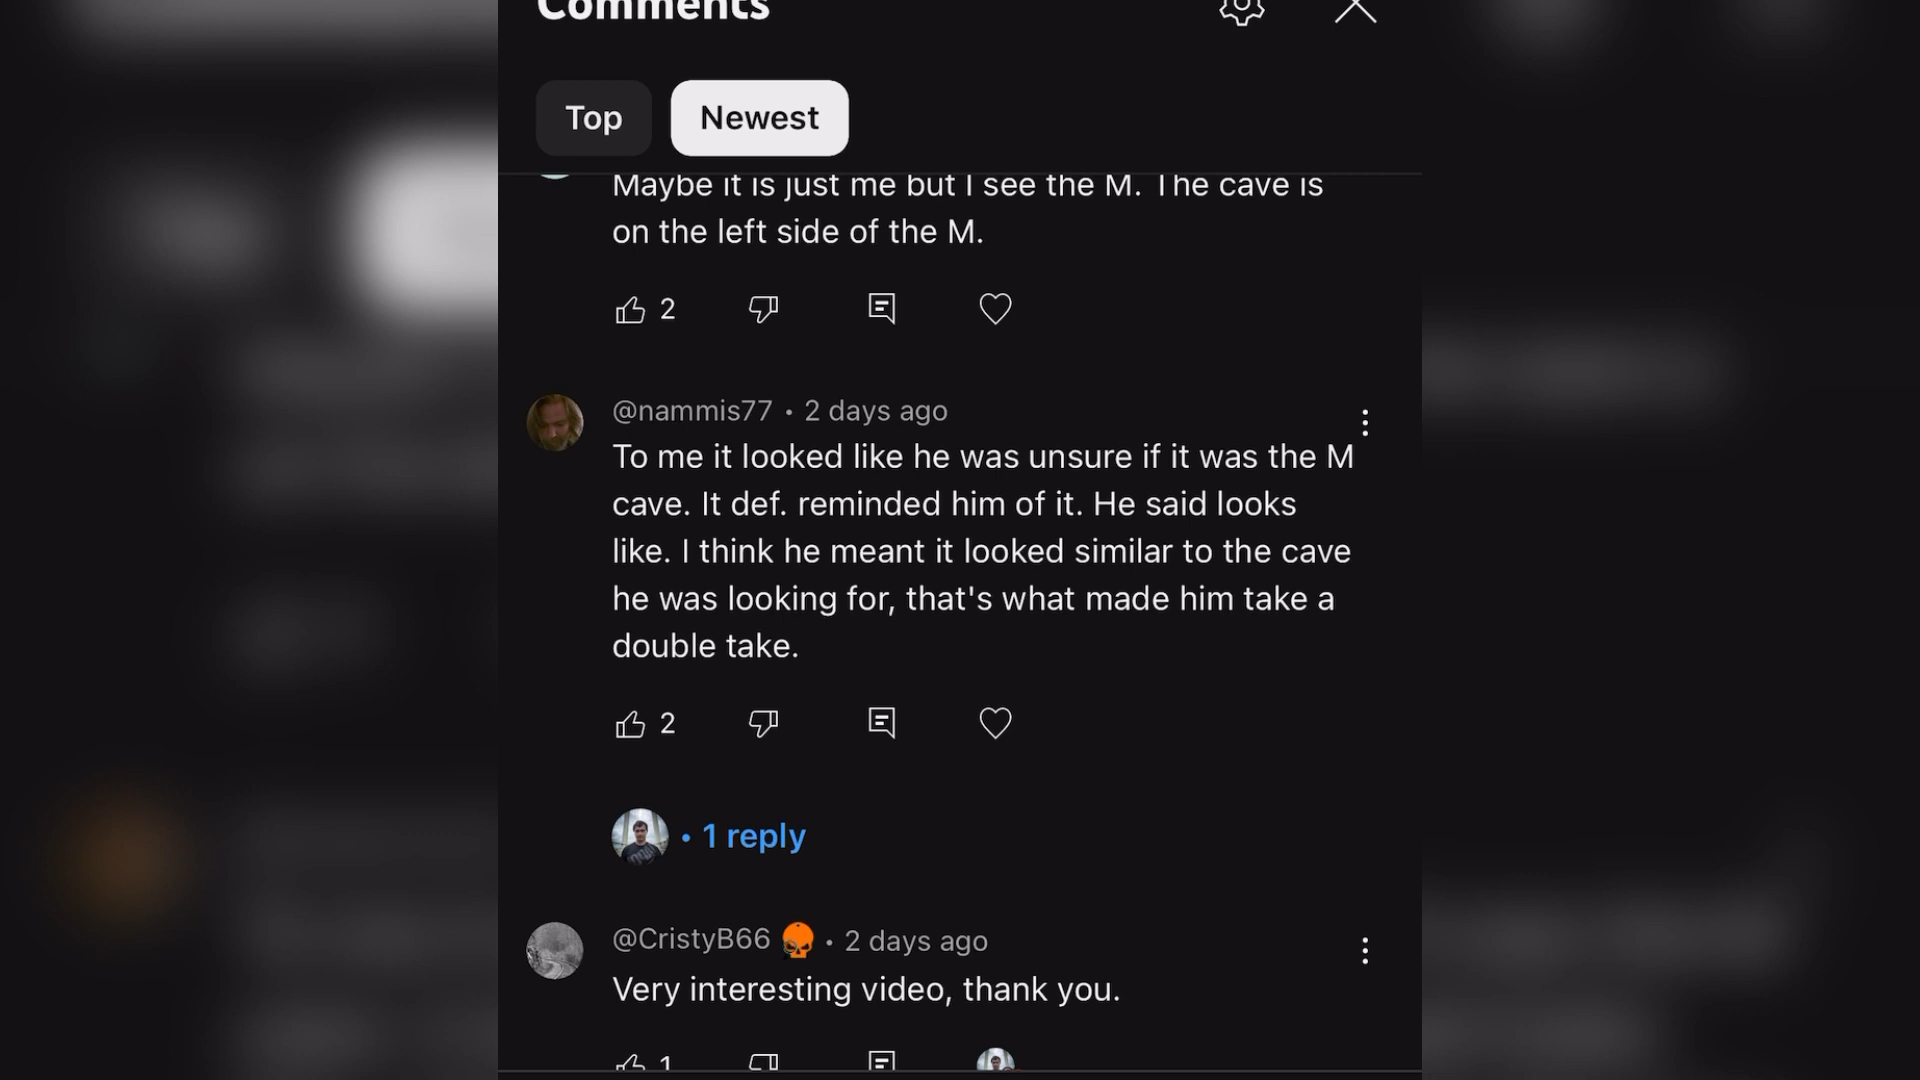 Comments
Top
Newest
Maybe it is just me but I see the M. The cave is
on the left side of the M.
2
@nammis77 • 2 days ago
To me it looked like he was unsure if it was the M
cave. It def. reminded him of it. He said looks
like. I think he meant it looked similar to the cave
he was looking for, that's what made him take a
double take.
2
• 1 reply
@CristyB66 • 2 days ago
Very interesting video, thank you.
1